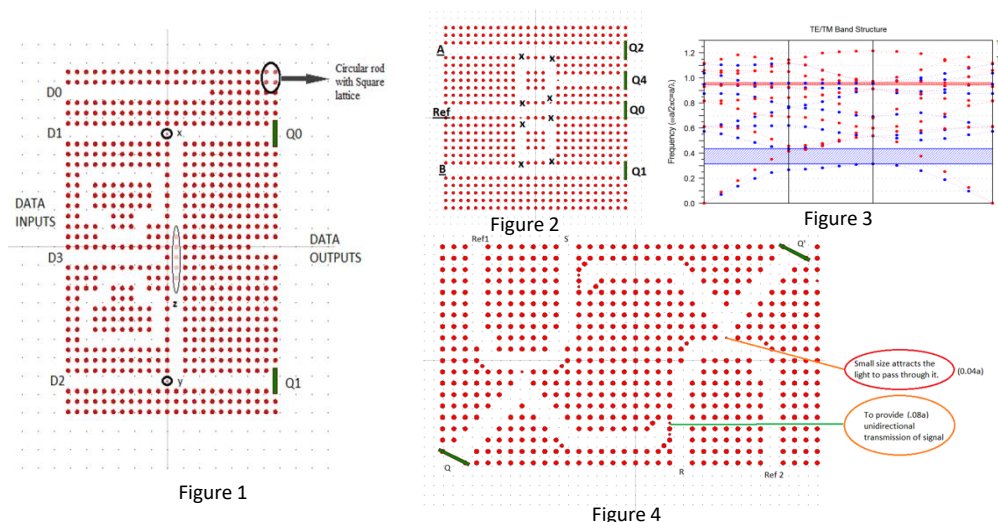 D0
D1
x
Q0
Circular rod
with Square
lattice
DATA
INPUTS
D3
DATA
OUTPUTS
z
D2
y
Q1
Figure 1
A
Q2
x
x
Q4
x
x
Ref
Q0
x
x
B
x
x
Q1
Figure 2
TE/TM Band Structure
Frequency (ωa/2πc=a/λ)
1.2
1.0
0.8
0.6
0.4
0.2
0.0
Figure 3
Ref1
S
Q'
Small size attracts the
light to pass through it.
(0.04a)
To provide (.08a)
unidirectional
transmission of signal
Q
R
Ref 2
Figure 4